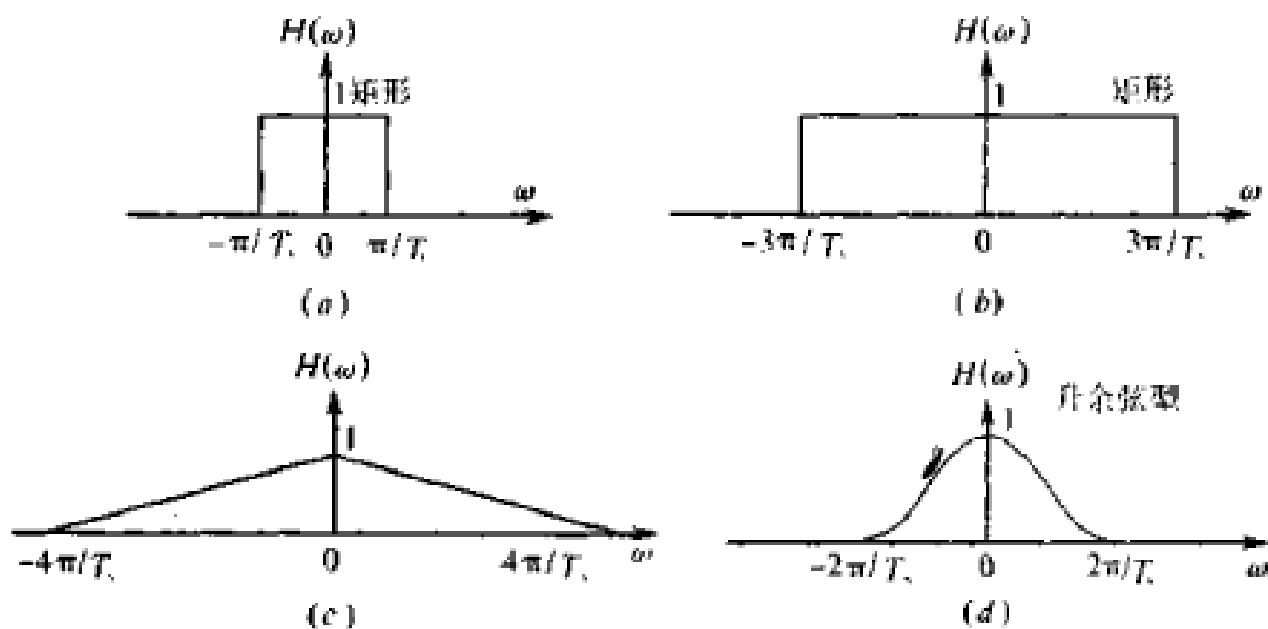 H(ω)
1 矩形
ω
-π/Tₛ 0 π/Tₛ
(a)
H(ω)
1 矩形
ω
-3π/Tₛ 0 3π/Tₛ
(b)
H(ω)
1
-4π/Tₛ 0 4π/Tₛ ω
(c)
H(ω) 升余弦型
1
-2π/Tₛ 0 2π/Tₛ ω
(d)